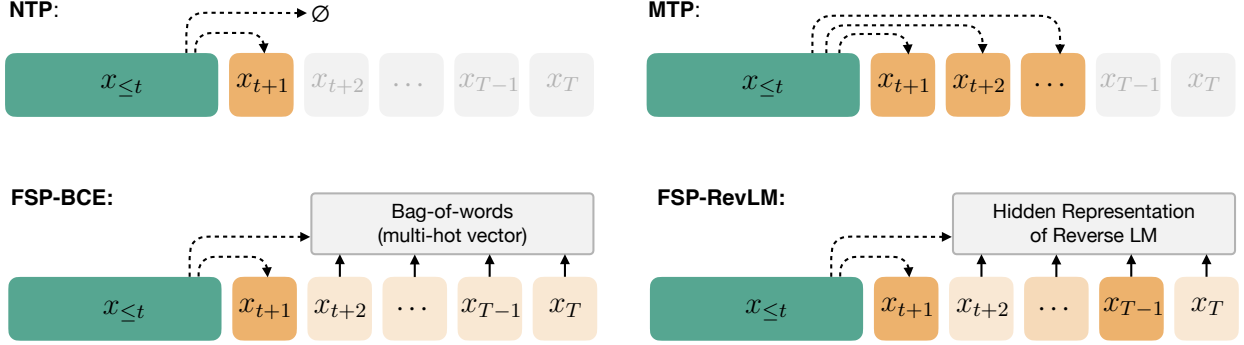 NTP:
∅
x≤t xt+1 xt+2 ... xT−1 xT
MTP:
x≤t xt+1 xt+2 ... xT−1 xT
FSP-BCE:
Bag-of-words
(multi-hot vector)
x≤t xt+1 xt+2 ... xT−1 xT
FSP-RevLM:
Hidden Representation
of Reverse LM
x≤t xt+1 xt+2 ... xT−1 xT